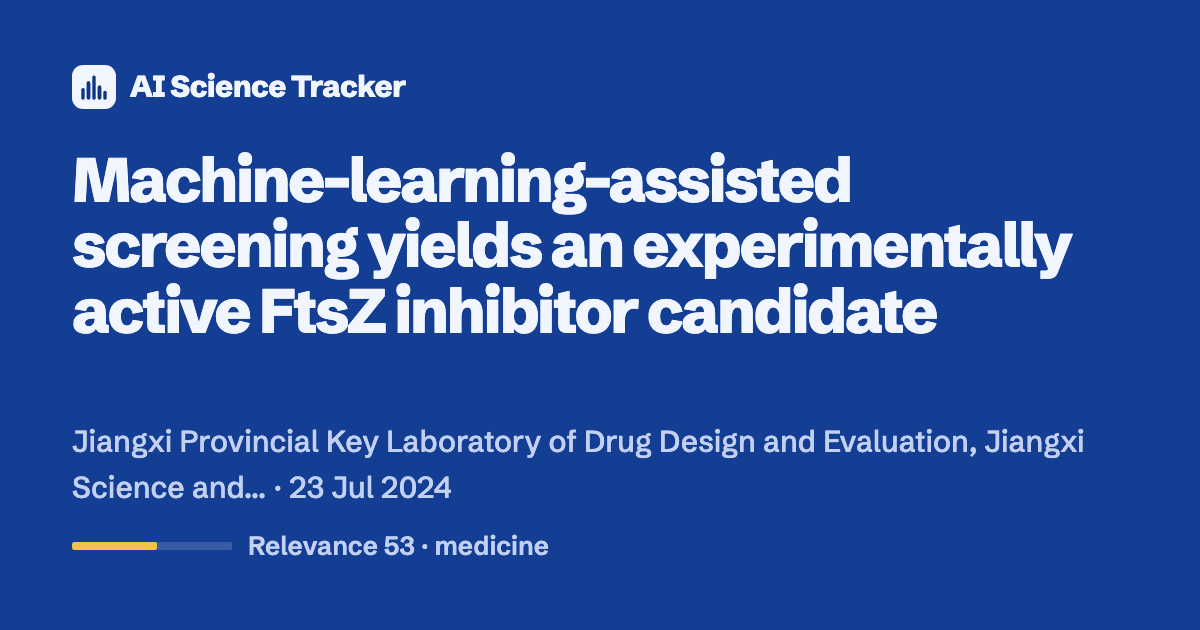 AI Science Tracker
Machine-learning-assisted
screening yields an experimentally
active FtsZ inhibitor candidate
Jiangxi Provincial Key Laboratory of Drug Design and Evaluation, Jiangxi
Science and... · 23 Jul 2024
Relevance 53 · medicine